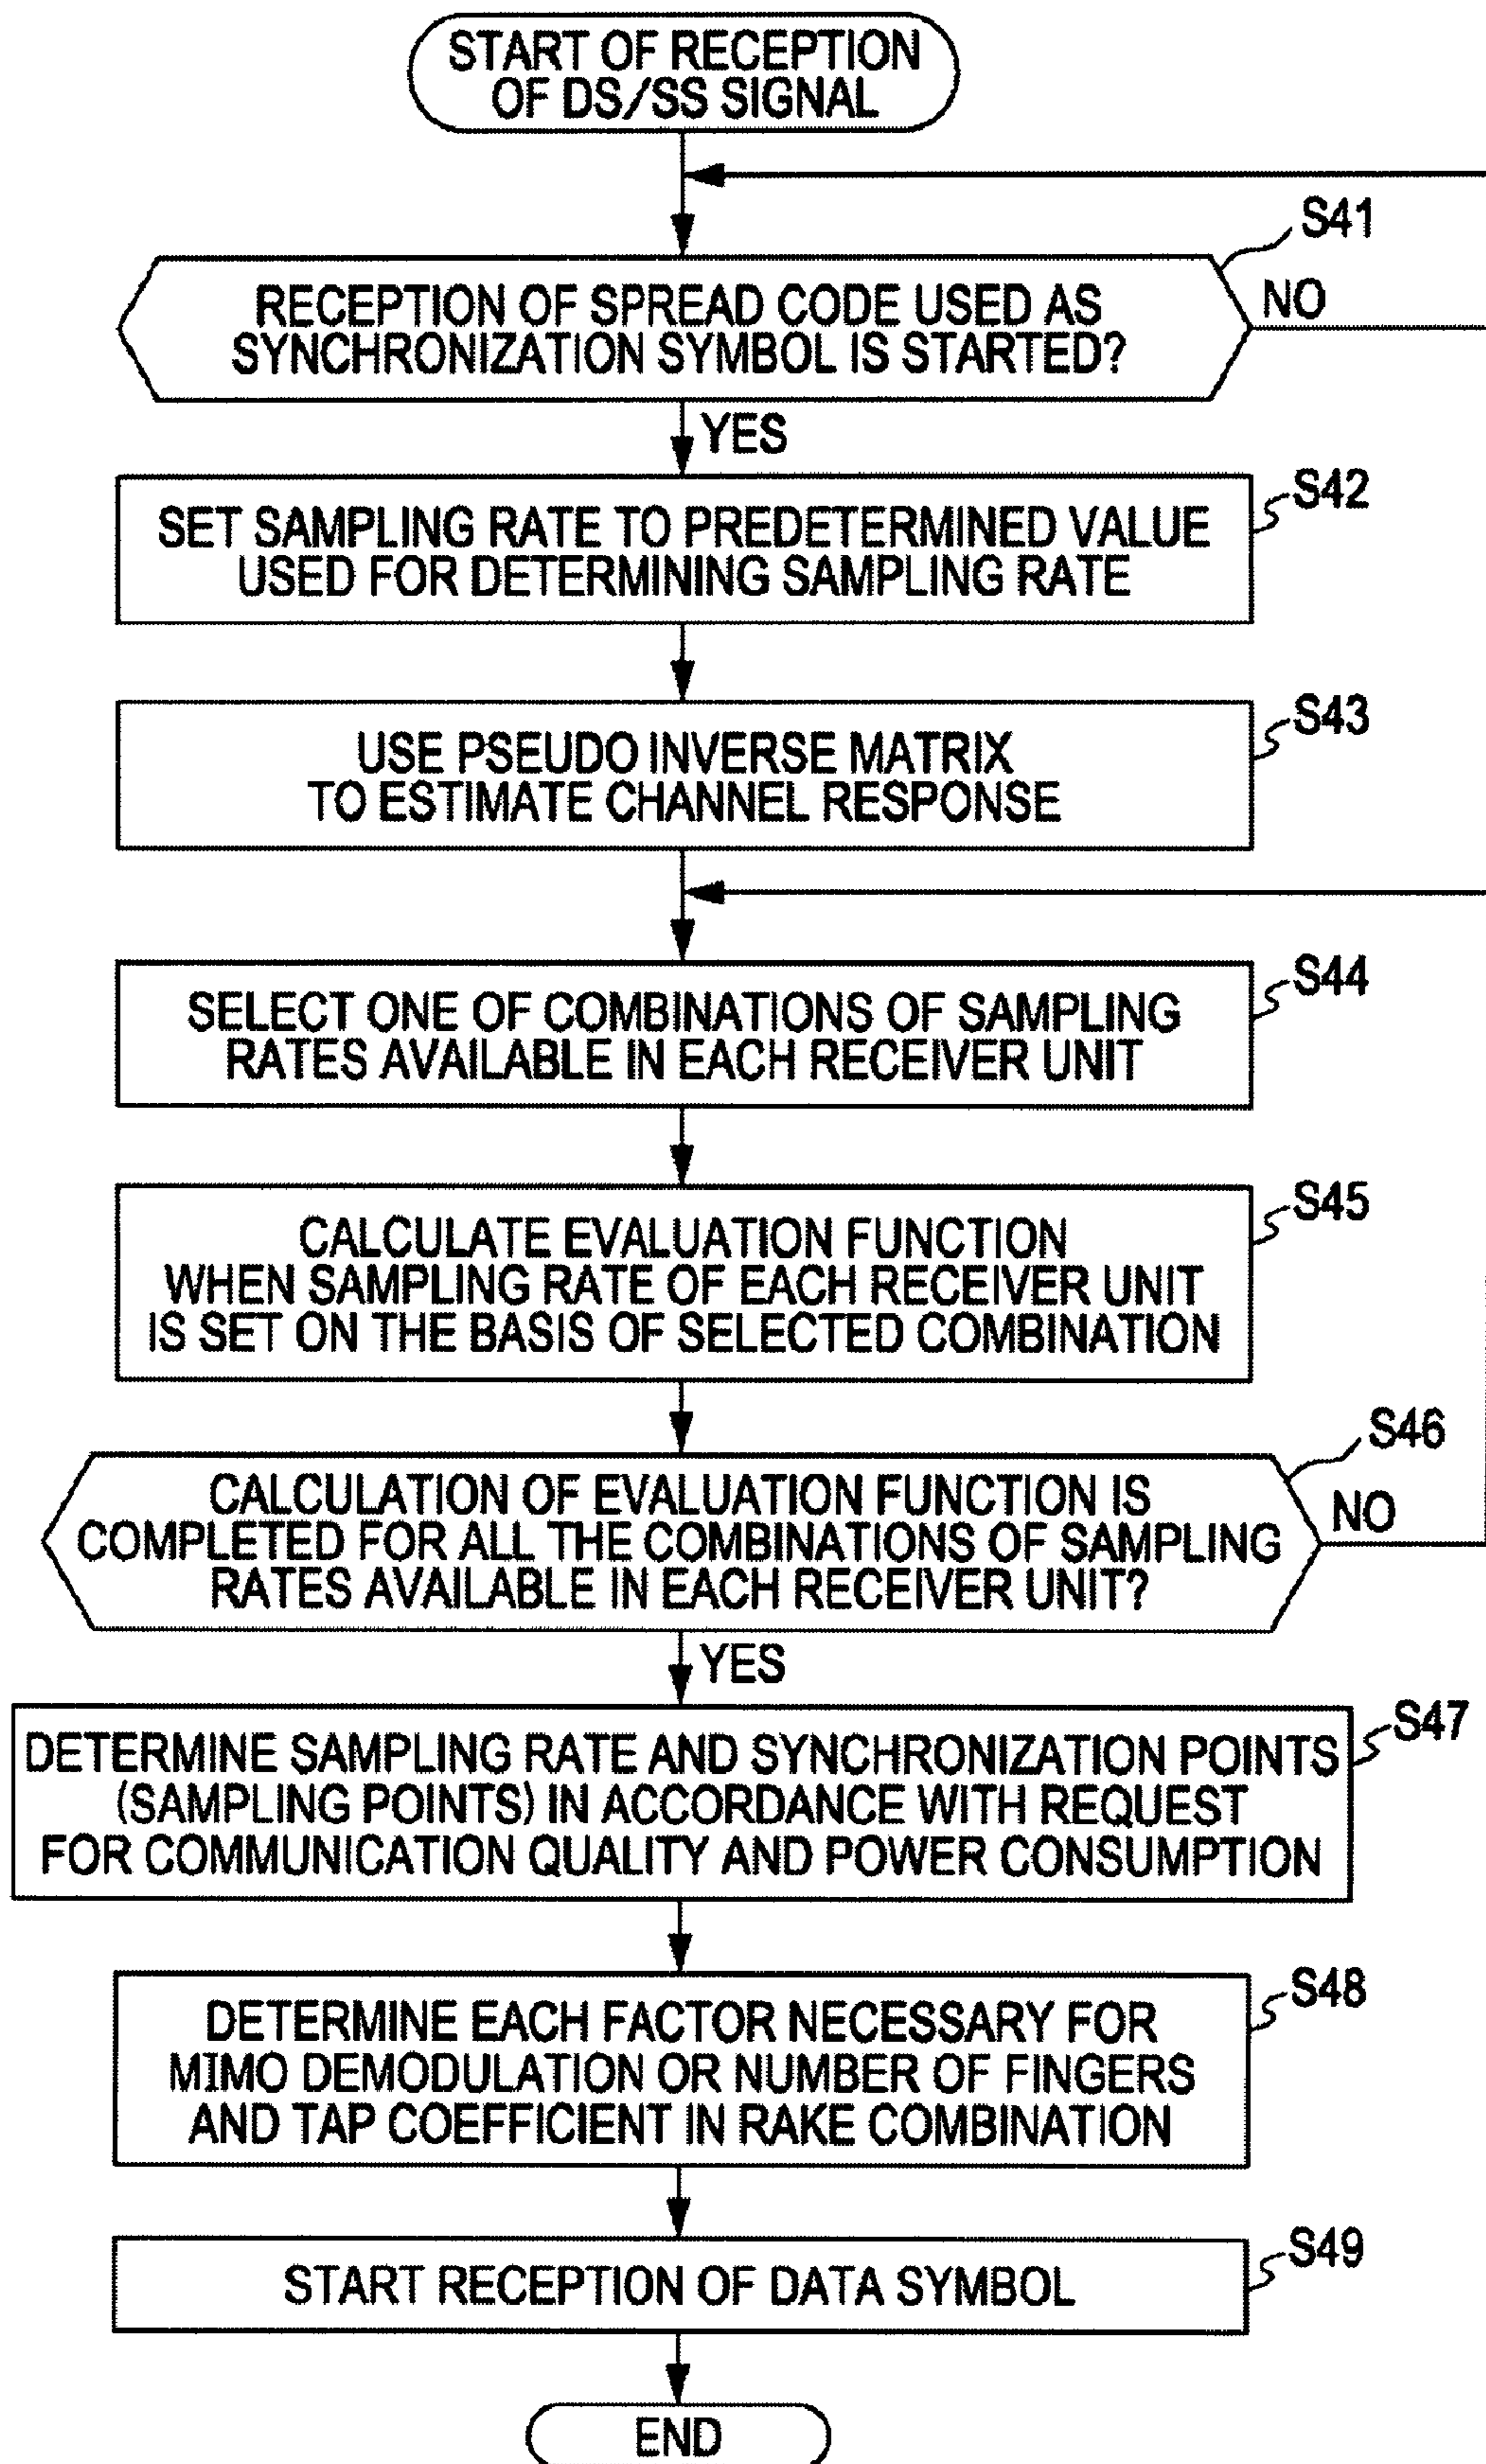 START OF RECEPTION
OF DS/SS SIGNAL
S41
RECEPTION OF SPREAD CODE USED AS
SYNCHRONIZATION SYMBOL IS STARTED?
NO
YES
S42
SET SAMPLING RATE TO PREDETERMINED VALUE
USED FOR DETERMINING SAMPLING RATE
S43
USE PSEUDO INVERSE MATRIX
TO ESTIMATE CHANNEL RESPONSE
S44
SELECT ONE OF COMBINATIONS OF SAMPLING
RATES AVAILABLE IN EACH RECEIVER UNIT
S45
CALCULATE EVALUATION FUNCTION
WHEN SAMPLING RATE OF EACH RECEIVER UNIT
IS SET ON THE BASIS OF SELECTED COMBINATION
S46
CALCULATION OF EVALUATION FUNCTION IS
COMPLETED FOR ALL THE COMBINATIONS OF SAMPLING
RATES AVAILABLE IN EACH RECEIVER UNIT?
NO
YES
S47
DETERMINE SAMPLING RATE AND SYNCHRONIZATION POINTS
(SAMPLING POINTS) IN ACCORDANCE WITH REQUEST
FOR COMMUNICATION QUALITY AND POWER CONSUMPTION
S48
DETERMINE EACH FACTOR NECESSARY FOR
MIMO DEMODULATION OR NUMBER OF FINGERS
AND TAP COEFFICIENT IN RAKE COMBINATION
S49
START RECEPTION OF DATA SYMBOL
END